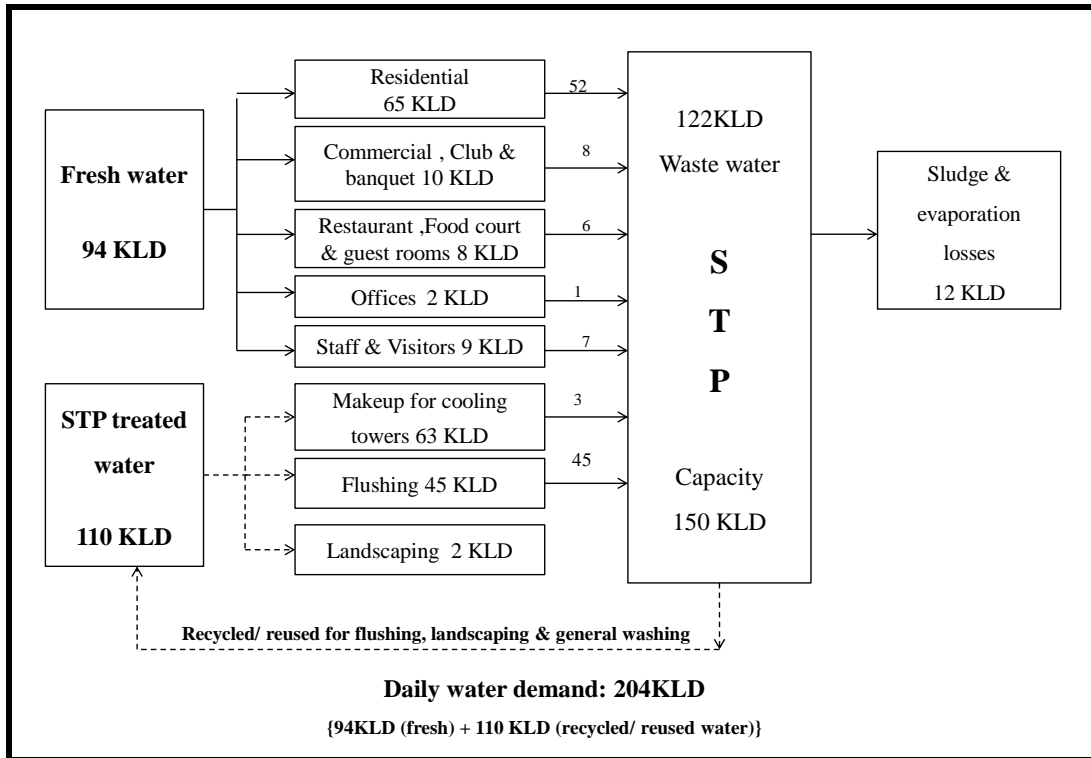 Fresh water
94 KLD
Residential
65 KLD
Commercial , Club &
banquet 10 KLD
Restaurant ,Food court
& guest rooms 8 KLD
Offices 2 KLD
Staff & Visitors 9 KLD
52
8
6
1
7
STP treated
water
110 KLD
Makeup for cooling
towers 63 KLD
Flushing 45 KLD
Landscaping 2 KLD
3
45
122KLD
Waste water
S
T
P
Capacity
150 KLD
Sludge &
evaporation
losses
12 KLD
Recycled/ reused for flushing, landscaping & general washing
Daily water demand: 204KLD
{94KLD (fresh) + 110 KLD (recycled/ reused water)}